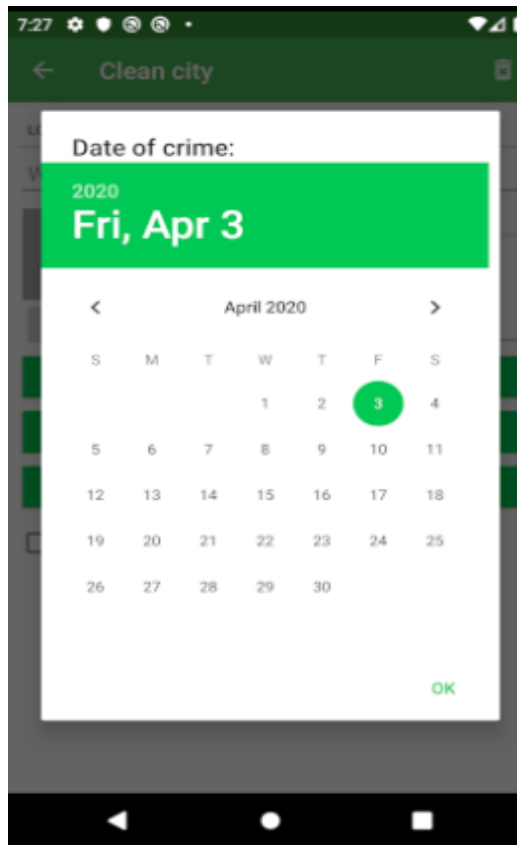 7:27
Clean city
Date of crime:
2020
Fri, Apr 3
April 2020
S M T W T F S
1 2 3 4
5 6 7 8 9 10 11
12 13 14 15 16 17 18
19 20 21 22 23 24 25
26 27 28 29 30
OK